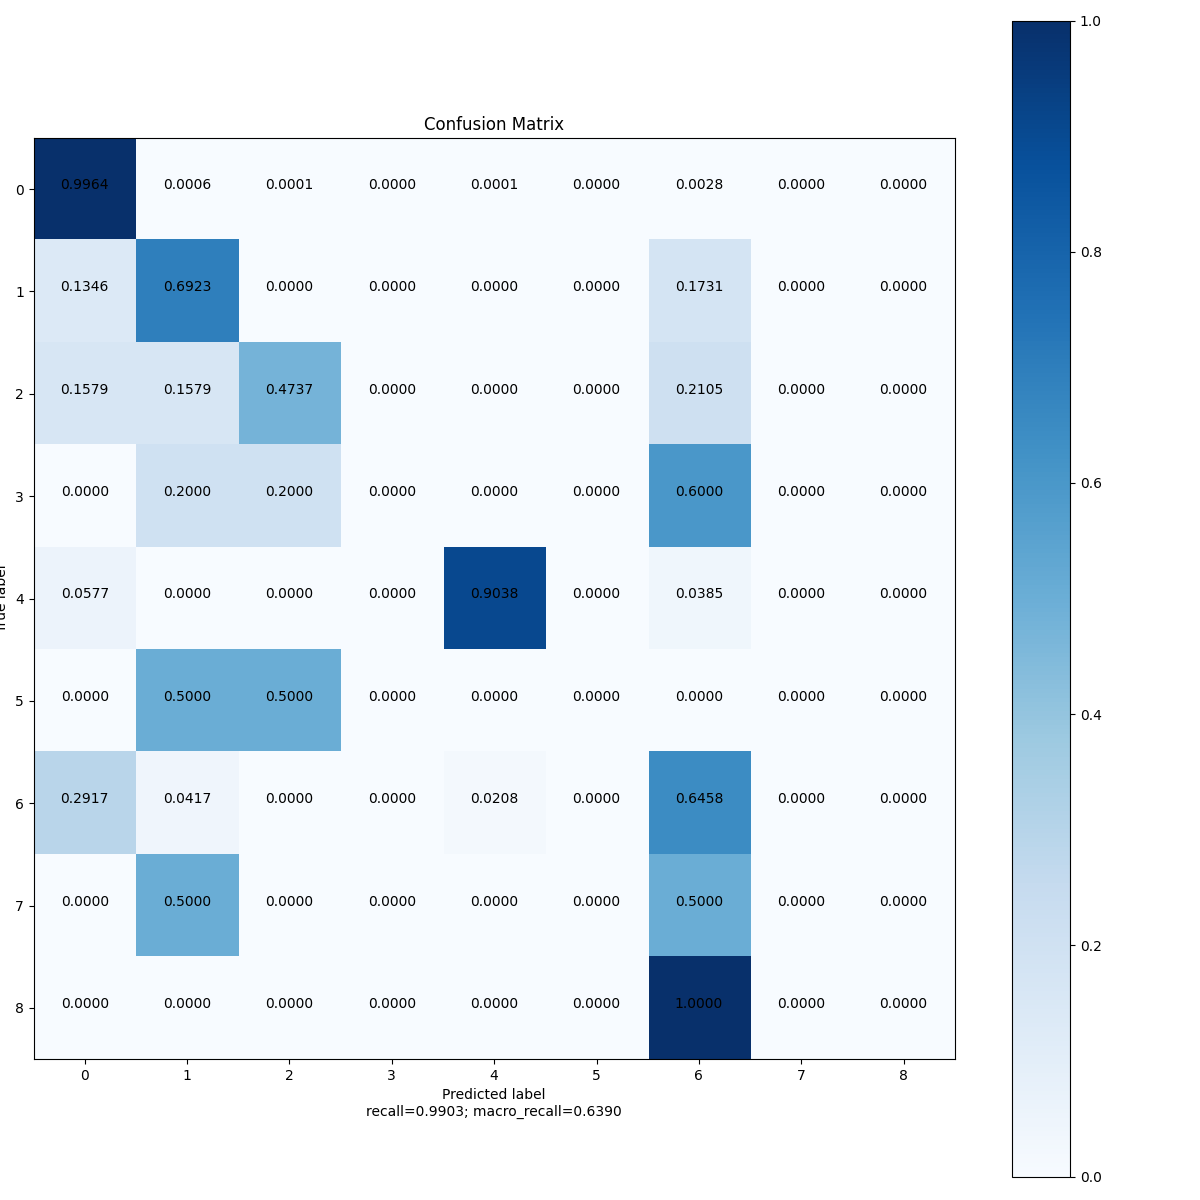 Confusion Matrix
1.0
0.8
0.6
0.4
0.2
0.0
0 0.9964 0.0006 0.0001 0.0000 0.0001 0.0000 0.0028 0.0000 0.0000
1 0.1346 0.6923 0.0000 0.0000 0.0000 0.0000 0.1731 0.0000 0.0000
2 0.1579 0.1579 0.4737 0.0000 0.0000 0.0000 0.2105 0.0000 0.0000
3 0.0000 0.2000 0.2000 0.0000 0.0000 0.0000 0.6000 0.0000 0.0000
4 0.0577 0.0000 0.0000 0.0000 0.9038 0.0000 0.0385 0.0000 0.0000
5 0.0000 0.5000 0.5000 0.0000 0.0000 0.0000 0.0000 0.0000 0.0000
6 0.2917 0.0417 0.0000 0.0000 0.0208 0.0000 0.6458 0.0000 0.0000
7 0.0000 0.5000 0.0000 0.0000 0.0000 0.0000 0.5000 0.0000 0.0000
8 0.0000 0.0000 0.0000 0.0000 0.0000 0.0000 1.0000 0.0000 0.0000
0 1 2 3 4 5 6 7 8
True label
Predicted label
recall=0.9903; macro_recall=0.6390